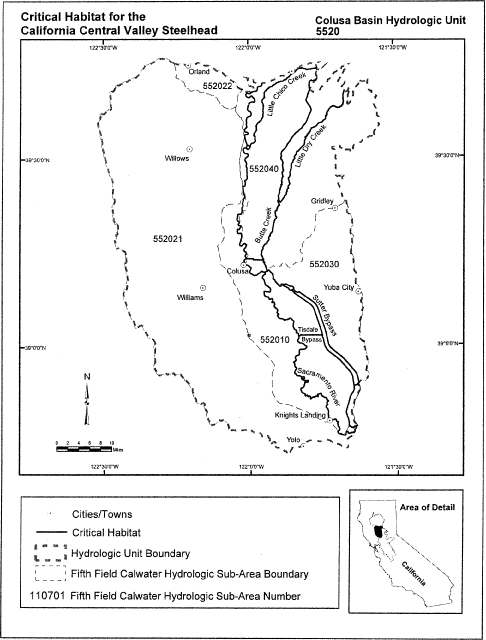 Critical Habitat for the
California Central Valley Steelhead
Colusa Basin Hydrologic Unit
5520
122°30'0"W
122°0'0"W
121°30'0"W
Orland
552022
Little Chico Creek
Little Dry Creek
39°30'0"N
39°30'0"N
Willows
552040
Gridley
Butte Creek
552021
552030
Colusa
Williams
Yuba City
Sutter Bypass
552010
Tisdale
Bypass
39°0'0"N
39°0'0"N
Sacramento River
N
Knights Landing
Yolo
0 2 4 6 8 10
Miles
122°30'0"W
122°0'0"W
121°30'0"W
Cities/Towns
Critical Habitat
Hydrologic Unit Boundary
Fifth Field Calwater Hydrologic Sub-Area Boundary
110701 Fifth Field Calwater Hydrologic Sub-Area Number
Area of Detail
California